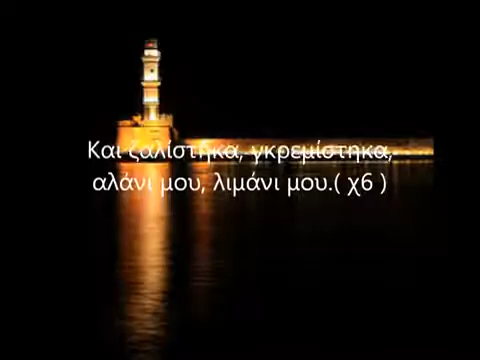 Και ζαλίστηκα, γκρεμίστηκα,
αλάνι μου, λιμάνι μου.( χ6 )